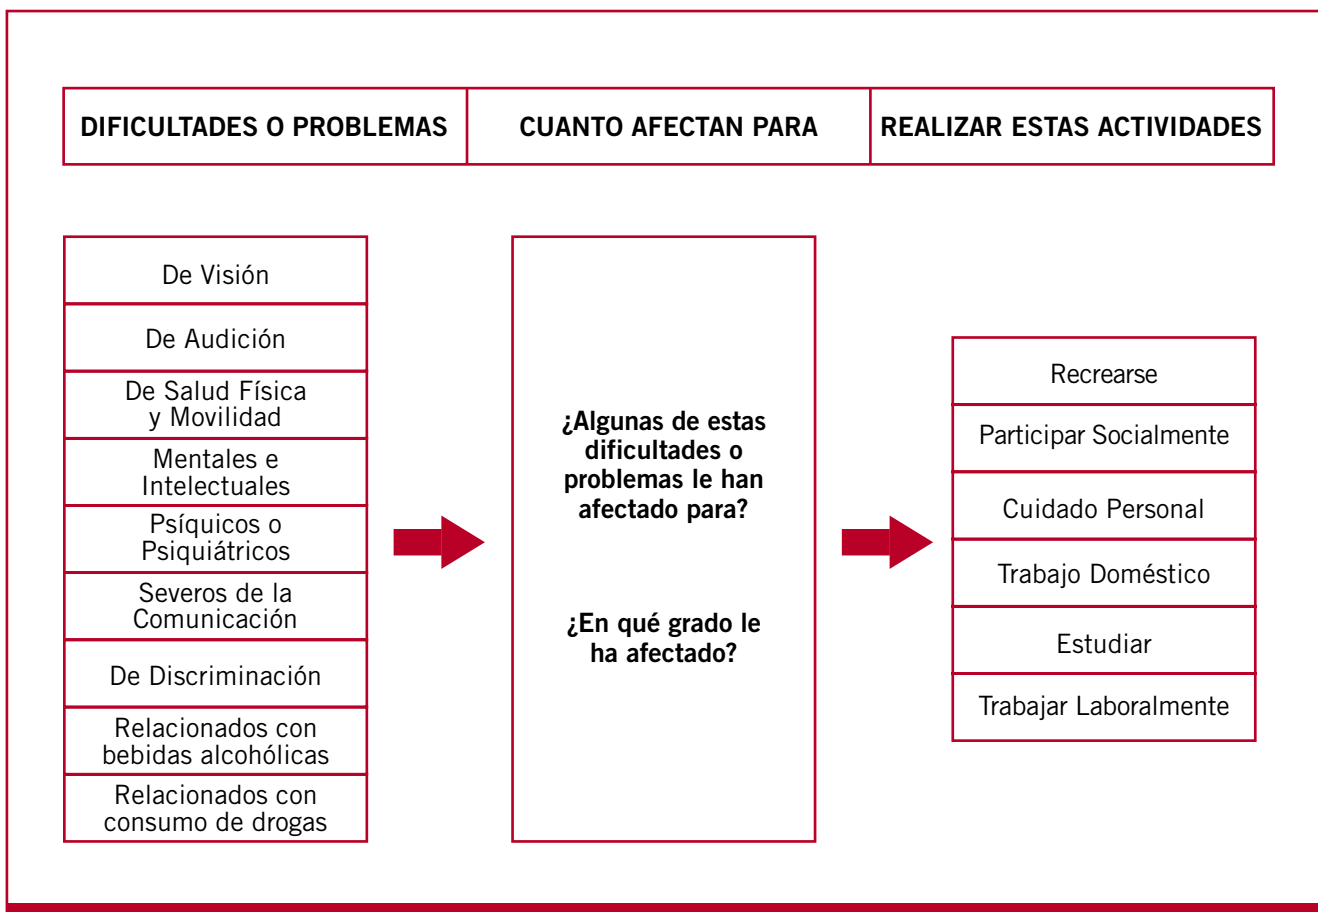 DIFICULTADES O PROBLEMAS
CUANTO AFECTAN PARA
REALIZAR ESTAS ACTIVIDADES
De Visión
De Audición
De Salud Física
y Movilidad
Mentales e
Intelectuales
Psíquicos o
Psiquiátricos
Severos de la
Comunicación
De Discriminación
Relacionados con
bebidas alcohólicas
Relacionados con
consumo de drogas
¿Algunas de estas
dificultades o
problemas le han
afectado para?
¿En qué grado le
ha afectado?
Recrearse
Participar Socialmente
Cuidado Personal
Trabajo Doméstico
Estudiar
Trabajar Laboralmente